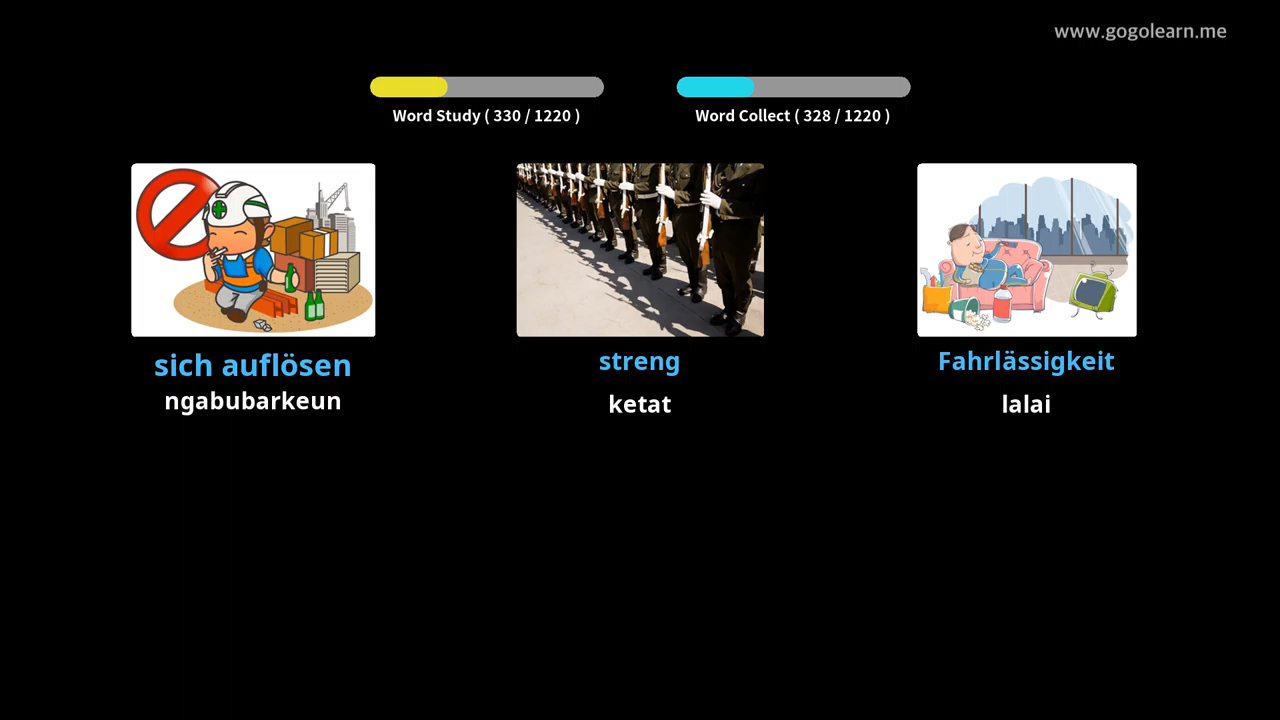 www.gogolearn.me
Word Study ( 330 / 1220 )
Word Collect ( 328 / 1220 )
sich auflösen
ngabubarkeun
streng
ketat
Fahrlässigkeit
lalai